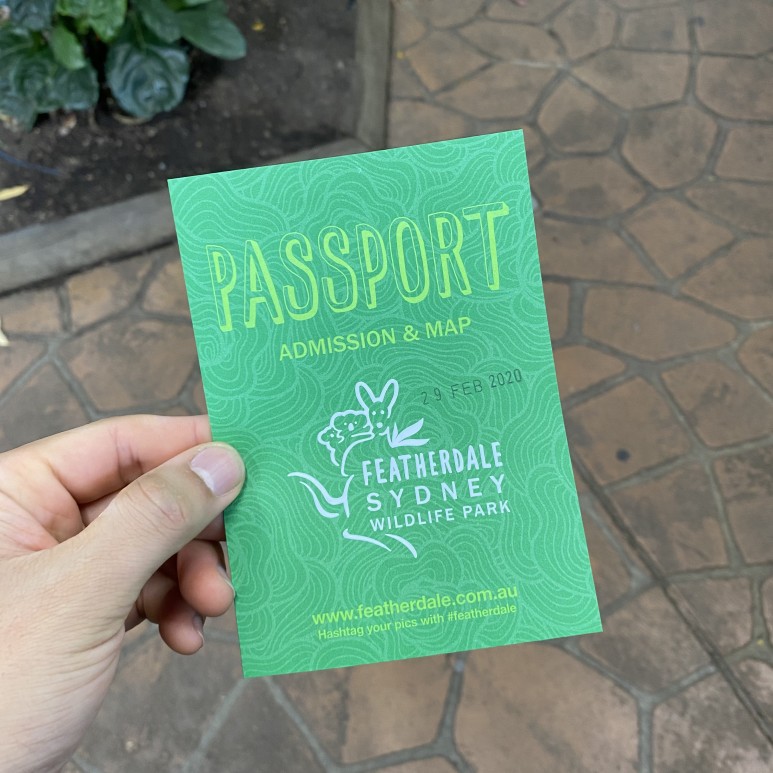 PASSPORT
ADMISSION & MAP
29 FEB 2020
FEATHERDALE
SYDNEY
WILDLIFE PARK
www.featherdale.com.au
Hashtag your pics with #featherdale